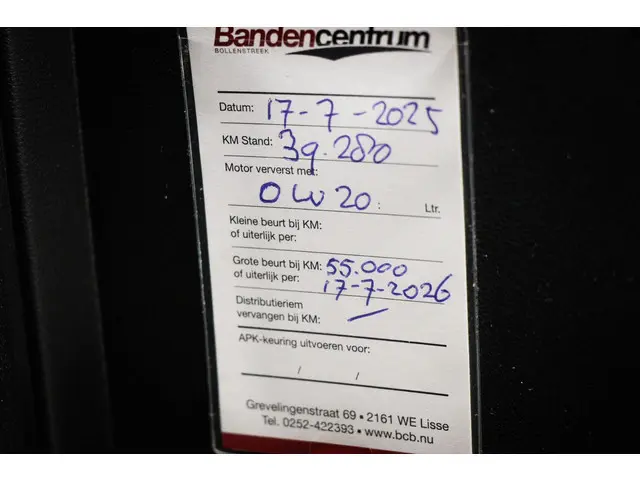 Bandencentrum
BOLLENSTREEK
Datum: 17-7-2025
KM Stand: 39.280
Motor ververst met:
0W20: Ltr.
Kleine beurt bij KM:
of uiterlijk per:
Grote beurt bij KM: 55.000
of uiterlijk per: 17-7-2026
Distributieriem
vervangen bij KM: /
APK-keuring uitvoeren voor:
/ /
Grevelingenstraat 69 • 2161 WE Lisse
Tel. 0252-422393 • www.bcb.nu